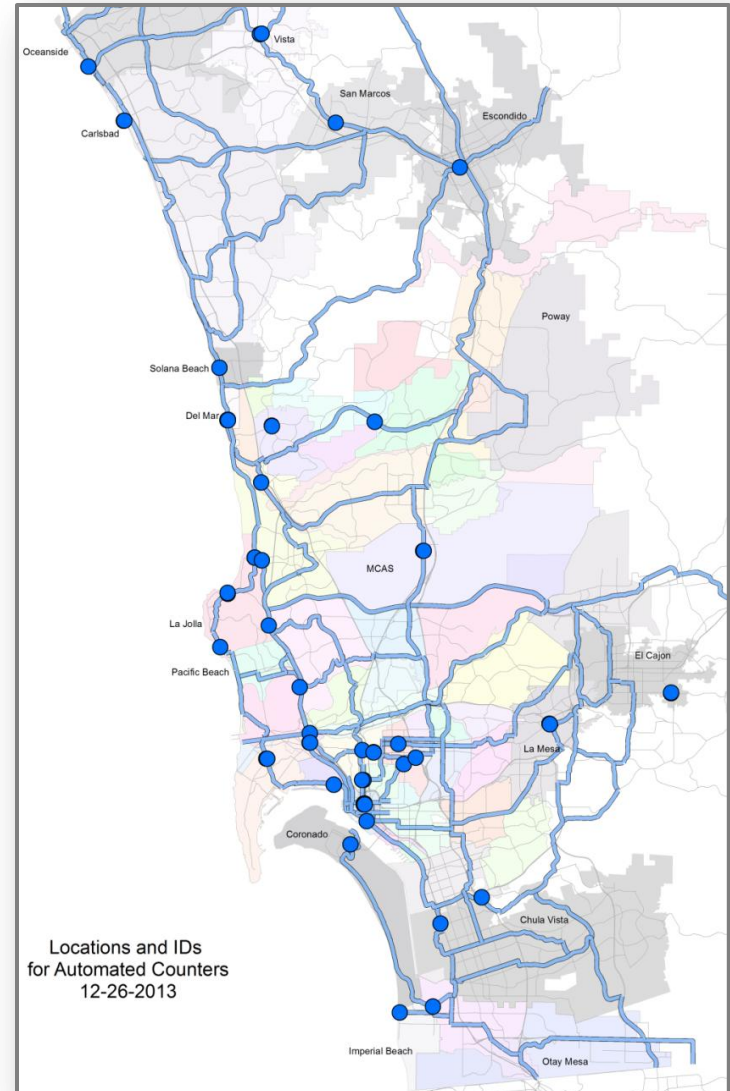 Vista
Oceanside
San Marcos
Escondido
Carlsbad
Poway
Solana Beach
Del Mar
MCAS
La Jolla
El Cajon
Pacific Beach
La Mesa
Coronado
Chula Vista
Locations and IDs
for Automated Counters
12-26-2013
Imperial Beach
Otay Mesa